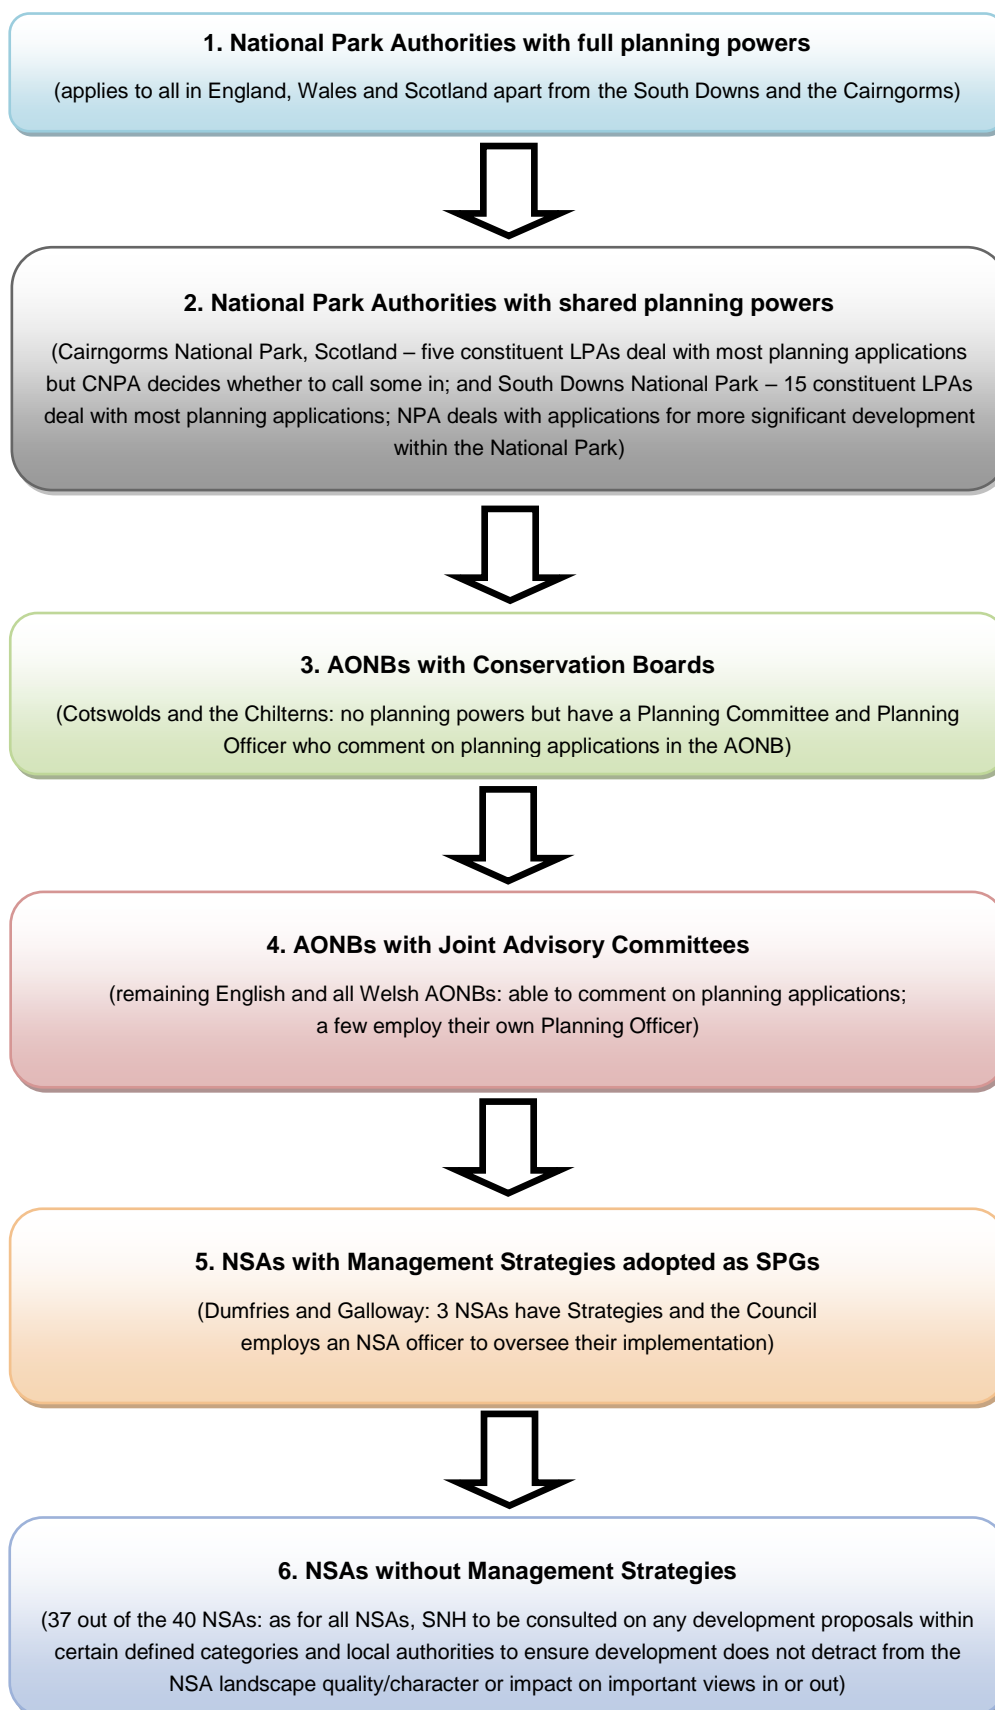 1. National Park Authorities with full planning powers
(applies to all in England, Wales and Scotland apart from the South Downs and the Cairngorms)
2. National Park Authorities with shared planning powers
(Cairngorms National Park, Scotland – five constituent LPAs deal with most planning applications
but CNPA decides whether to call some in; and South Downs National Park – 15 constituent LPAs
deal with most planning applications; NPA deals with applications for more significant development
within the National Park)
3. AONBs with Conservation Boards
(Cotswolds and the Chilterns: no planning powers but have a Planning Committee and Planning
Officer who comment on planning applications in the AONB)
4. AONBs with Joint Advisory Committees
(remaining English and all Welsh AONBs: able to comment on planning applications;
a few employ their own Planning Officer)
5. NSAs with Management Strategies adopted as SPGs
(Dumfries and Galloway: 3 NSAs have Strategies and the Council
employs an NSA officer to oversee their implementation)
6. NSAs without Management Strategies
(37 out of the 40 NSAs: as for all NSAs, SNH to be consulted on any development proposals within
certain defined categories and local authorities to ensure development does not detract from the
NSA landscape quality/character or impact on important views in or out)